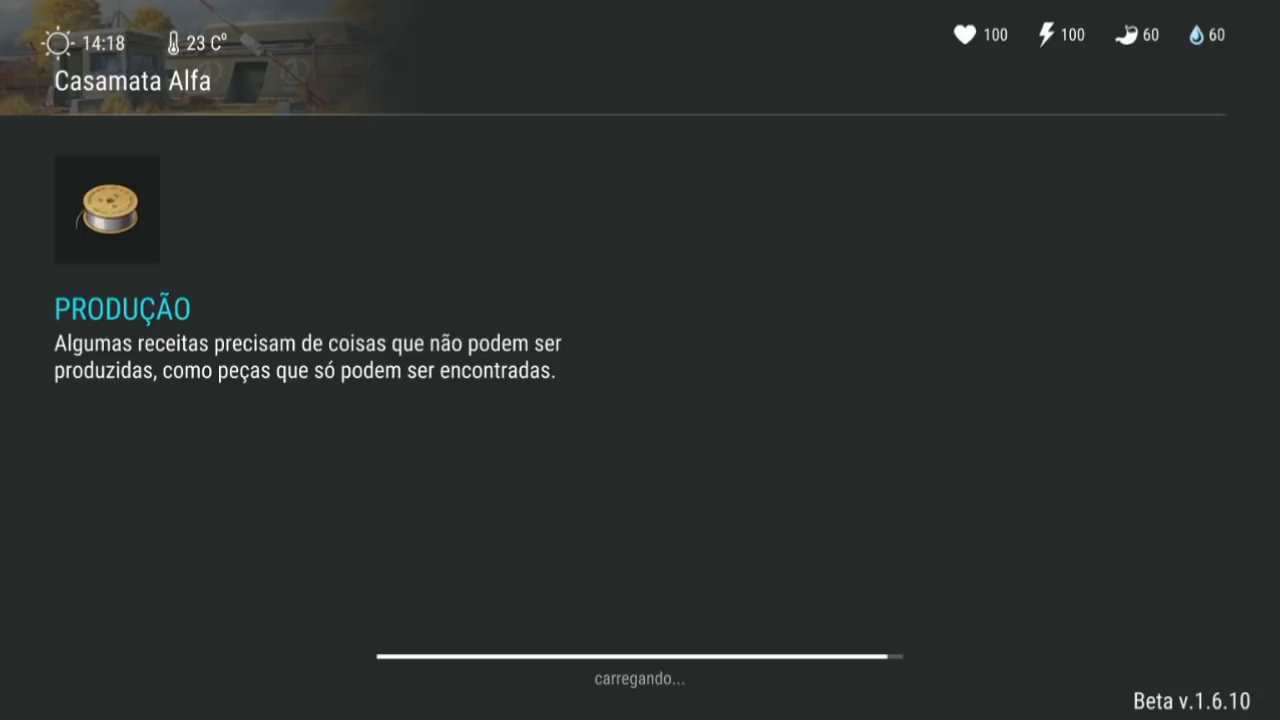 14:18 23 Cº
100 100 60 60
Casamata Alfa
PRODUÇÃO
Algumas receitas precisam de coisas que não podem ser
produzidas, como peças que só podem ser encontradas.
carregando...
Beta v.1.6.10